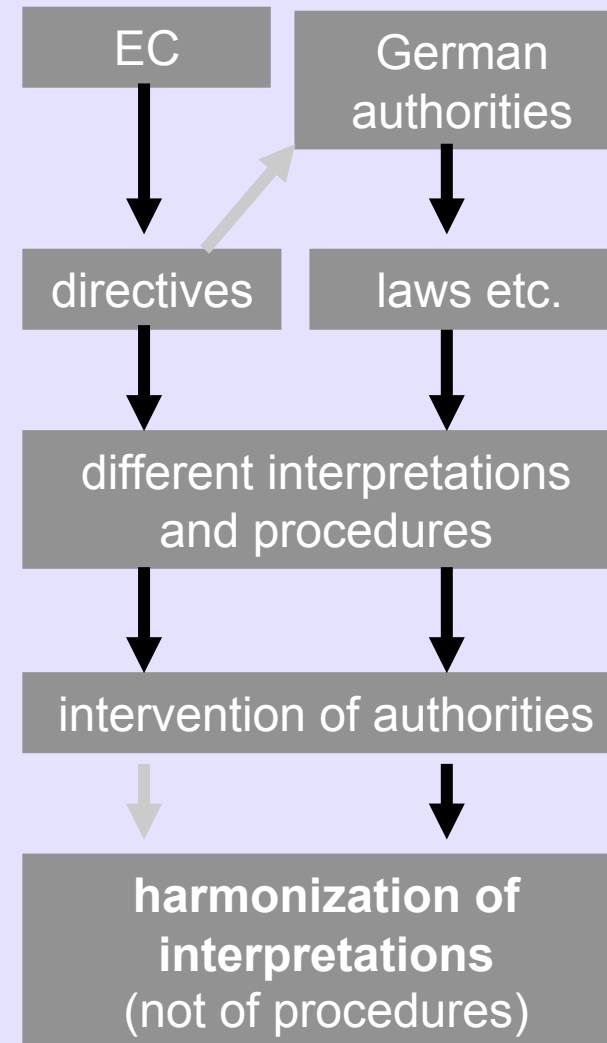 EC
German
authorities
directives
laws etc.
different interpretations
and procedures
intervention of authorities
harmonization of
interpretations
(not of procedures)